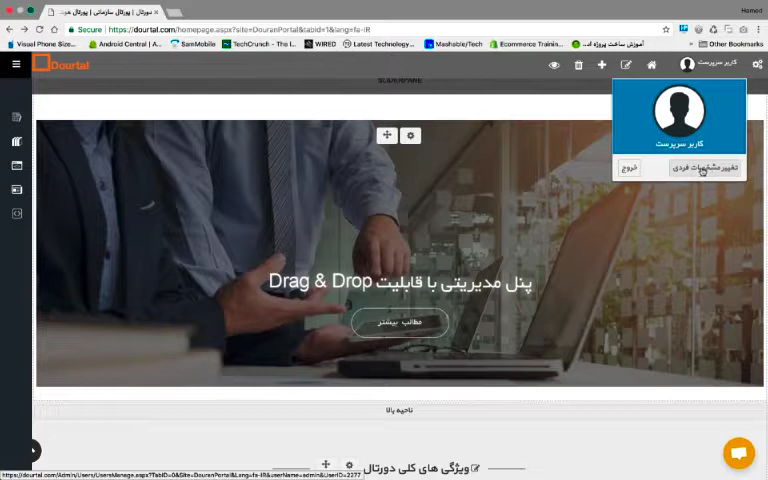 دورتال | پورتال سازمانی | پورتال شرک...
Hamed
Secure https://dourtal.com/homepage.aspx?site=DouranPortal&tabid=1&lang=fa-IR
Visual Phone Size... Android Central | A... SamMobile TechCrunch - The l... WIRED Latest Technology... Mashable/Tech Ecommerce Training... آموزش ساخت پروژه اند... Other Bookmarks
Dourtal
کاربر سرپرست
SLIDERPANE
کاربر سرپرست
تغییر مشخصات فردی
خروج
پنل مدیریتی با قابلیت Drag & Drop
مطالب بیشتر
ناحیه بالا
ویژگی های کلی دورتال
https://dourtal.com/Admin/Users/UsersManage.aspx?TabID=0&Site=DouranPortal&Lang=fa-IR&userName=admin&UserID=2277